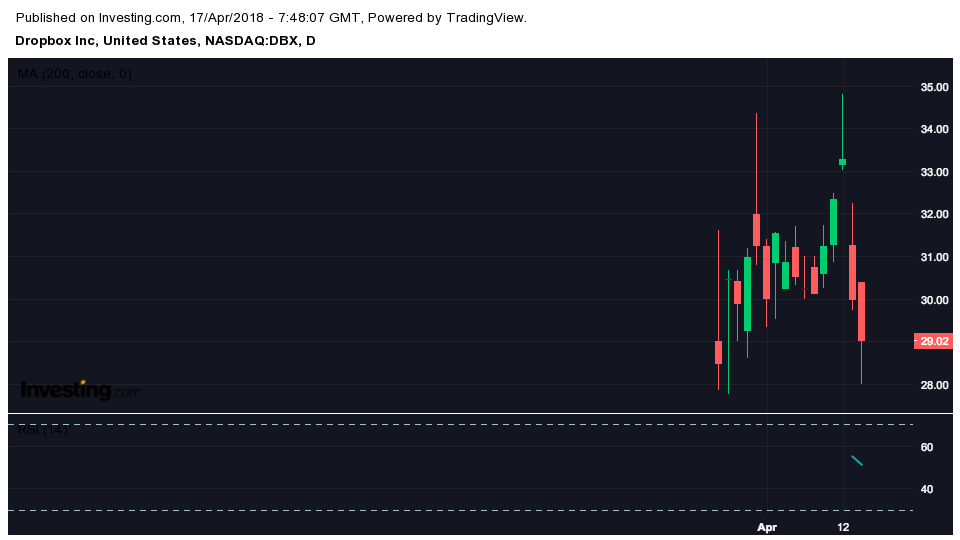 Published on Investing.com, 17/Apr/2018 - 7:48:07 GMT, Powered by TradingView.
Dropbox Inc, United States, NASDAQ:DBX, D
MA (200, close, 0)
35.00
34.00
33.00
32.00
31.00
30.00
29.02
28.00
Investing.com
RSI (14)
60
40
Apr 12